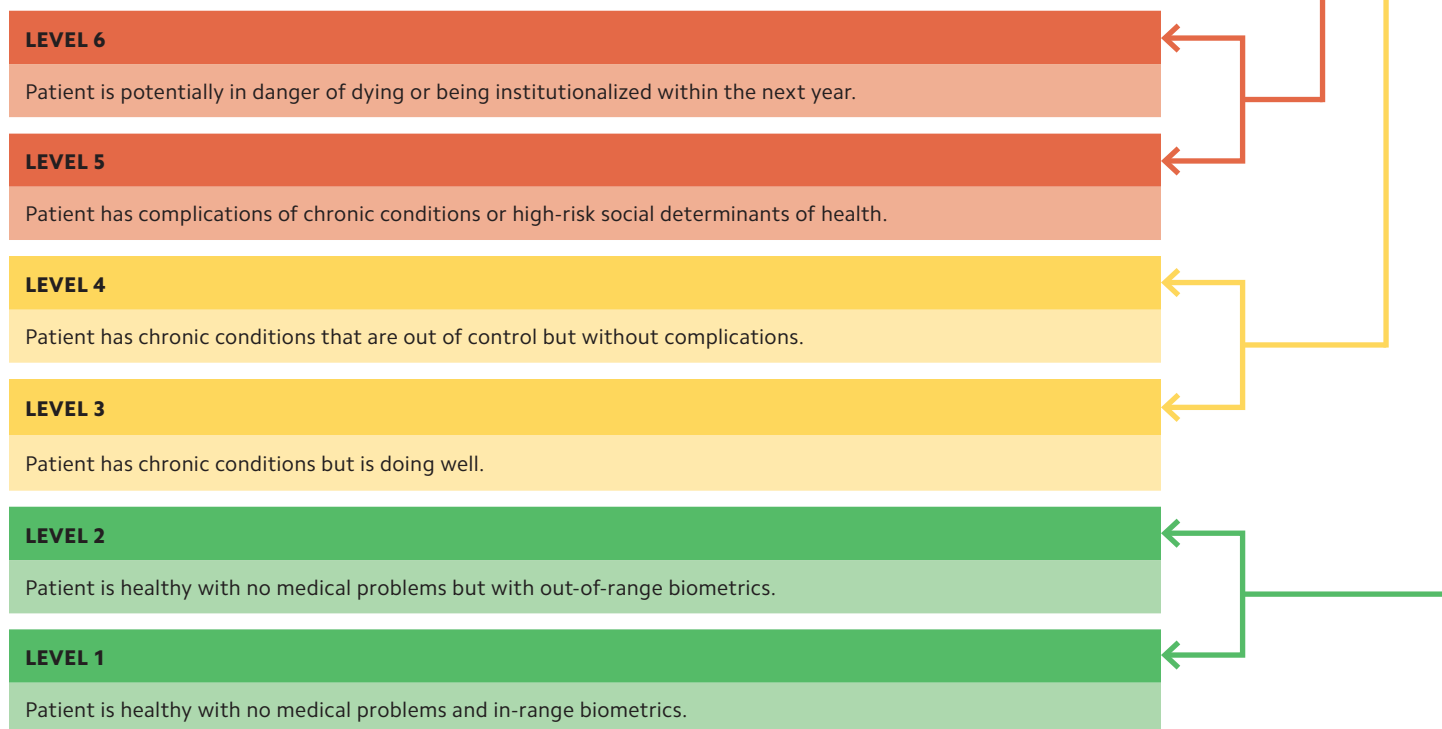 LEVEL 6
Patient is potentially in danger of dying or being institutionalized within the next year.
LEVEL 5
Patient has complications of chronic conditions or high-risk social determinants of health.
LEVEL 4
Patient has chronic conditions that are out of control but without complications.
LEVEL 3
Patient has chronic conditions but is doing well.
LEVEL 2
Patient is healthy with no medical problems but with out-of-range biometrics.
LEVEL 1
Patient is healthy with no medical problems and in-range biometrics.